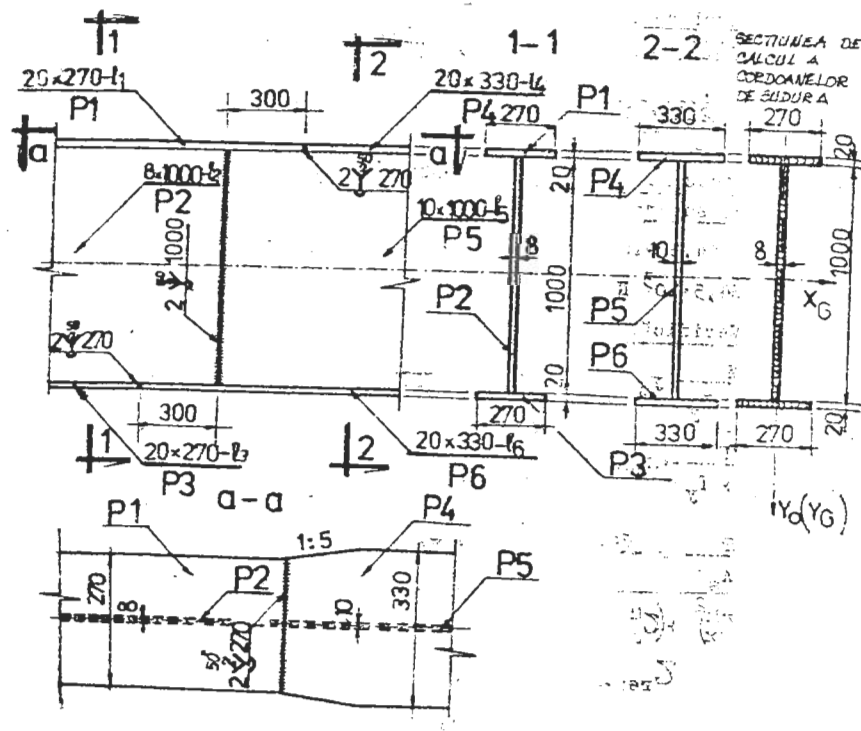 1
2
1-1
2-2
SECTIUNEA DE
CALCUL A
CORDOANELOR
DE SUDURA
20×270-ℓ1
P1
300
20×330-ℓ4
P4
270
P1
330
270
a
a
8×1000-ℓ2
P2
2 270
10×1000-ℓ5
P5
20
P4
20
1000
2
8
10
8
1000
1000
XG
P2
P5
P6
2 270
20
20
300
270
330
270
1
2
20×270-ℓ3
P3
20×330-ℓ6
P6
P3
Yo(YG)
a-a
P1
P4
1:5
P2
P5
270
8
10
330
2 270